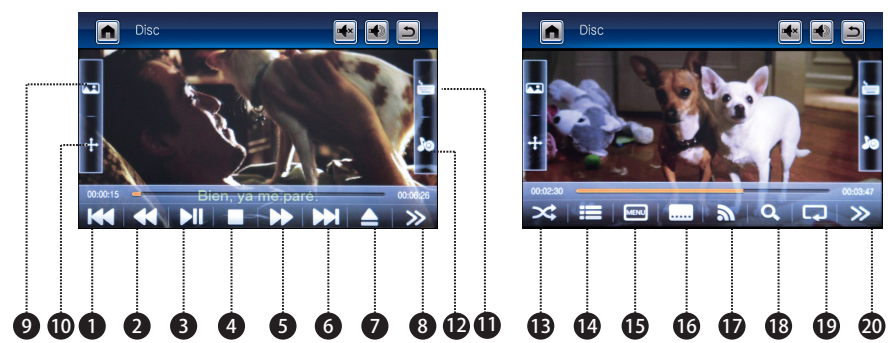 Disc
Disc
00:00:15 Bien, ya me paré. 00:06:26
00:02:30 00:03:47
MENU
9 10 1 2 3 4 5 6 7 8 12 11 13 14 15 16 17 18 19 20